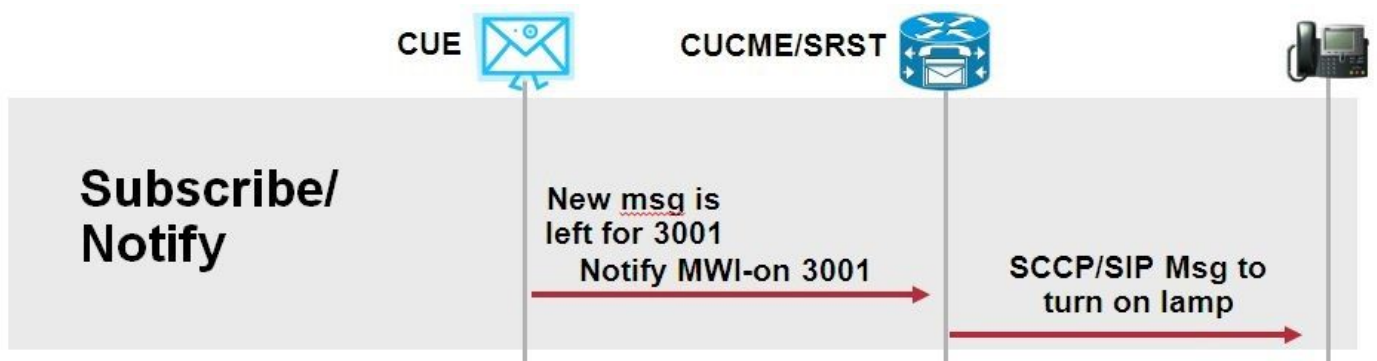 CUE
CUCME/SRST
Subscribe/
Notify
New msg is
left for 3001
Notify MWI-on 3001
SCCP/SIP Msg to
turn on lamp